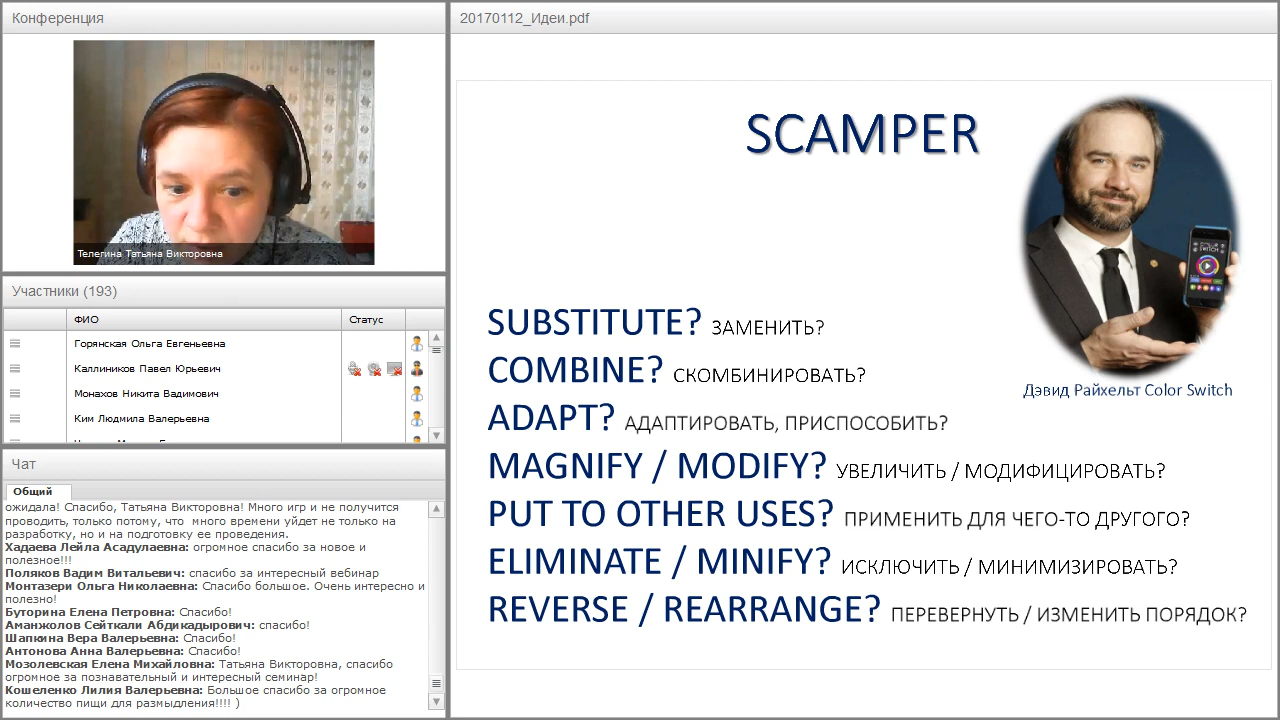 Конференция
Телегина Татьяна Викторовна
Участники (193)
ФИО Статус
Горянская Ольга Евгеньевна
Каллиников Павел Юрьевич
Монахов Никита Вадимович
Ким Людмила Валерьевна
Чат
Общий
ожидала! Спасибо, Татьяна Викторовна! Много игр и не получится
проводить, только потому, что много времени уйдет не только на
разработку, но и на подготовку ее проведения.
Хадаева Лейла Асадулаевна: огромное спасибо за новое и
полезное!!!
Поляков Вадим Витальевич: спасибо за интересный вебинар
Монтазери Ольга Николаевна: Спасибо большое. Очень интересно и
полезно!
Буторина Елена Петровна: Спасибо!
Аманжолов Сейткали Абдикадырович: спасибо!
Шапкина Вера Валерьевна: Спасибо!
Антонова Анна Валерьевна: Спасибо!
Мозолевская Елена Михайловна: Татьяна Викторовна, спасибо
огромное за познавательный и интересный семинар!
Кошеленко Лилия Валерьевна: Большое спасибо за огромное
количество пищи для размыдления!!!! )
20170112_Идеи.pdf
SCAMPER
COLOR
SWITCH
Дэвид Райхельт Color Switch
SUBSTITUTE? ЗАМЕНИТЬ?
COMBINE? СКОМБИНИРОВАТЬ?
ADAPT? АДАПТИРОВАТЬ, ПРИСПОСОБИТЬ?
MAGNIFY / MODIFY? УВЕЛИЧИТЬ / МОДИФИЦИРОВАТЬ?
PUT TO OTHER USES? ПРИМЕНИТЬ ДЛЯ ЧЕГО-ТО ДРУГОГО?
ELIMINATE / MINIFY? ИСКЛЮЧИТЬ / МИНИМИЗИРОВАТЬ?
REVERSE / REARRANGE? ПЕРЕВЕРНУТЬ / ИЗМЕНИТЬ ПОРЯДОК?